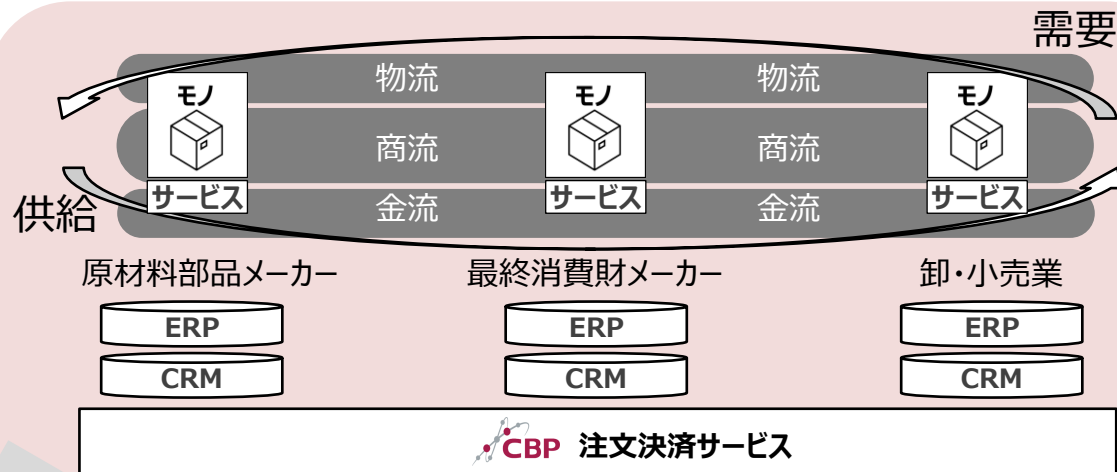 需要
物流 物流
モノ モノ モノ
商流 商流
サービス サービス サービス
供給
金流 金流
原材料部品メーカー 最終消費財メーカー 卸・小売業
ERP ERP ERP
CRM CRM CRM
CBP 注文決済サービス